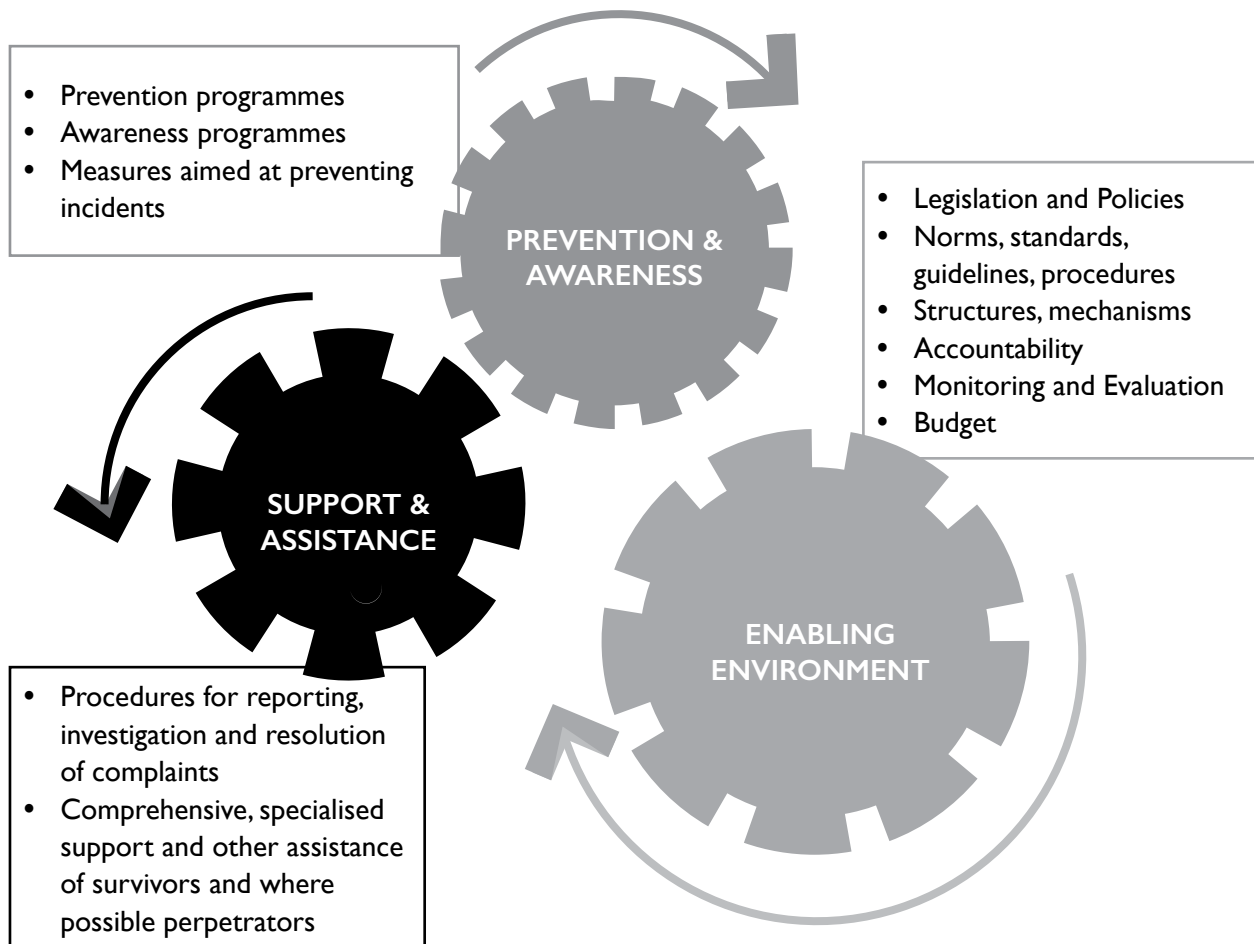 • Prevention programmes
• Awareness programmes
• Measures aimed at preventing
incidents
PREVENTION &
AWARENESS
• Legislation and Policies
• Norms, standards,
guidelines, procedures
• Structures, mechanisms
• Accountability
• Monitoring and Evaluation
• Budget
SUPPORT &
ASSISTANCE
ENABLING
ENVIRONMENT
• Procedures for reporting,
investigation and resolution
of complaints
• Comprehensive, specialised
support and other assistance
of survivors and where
possible perpetrators